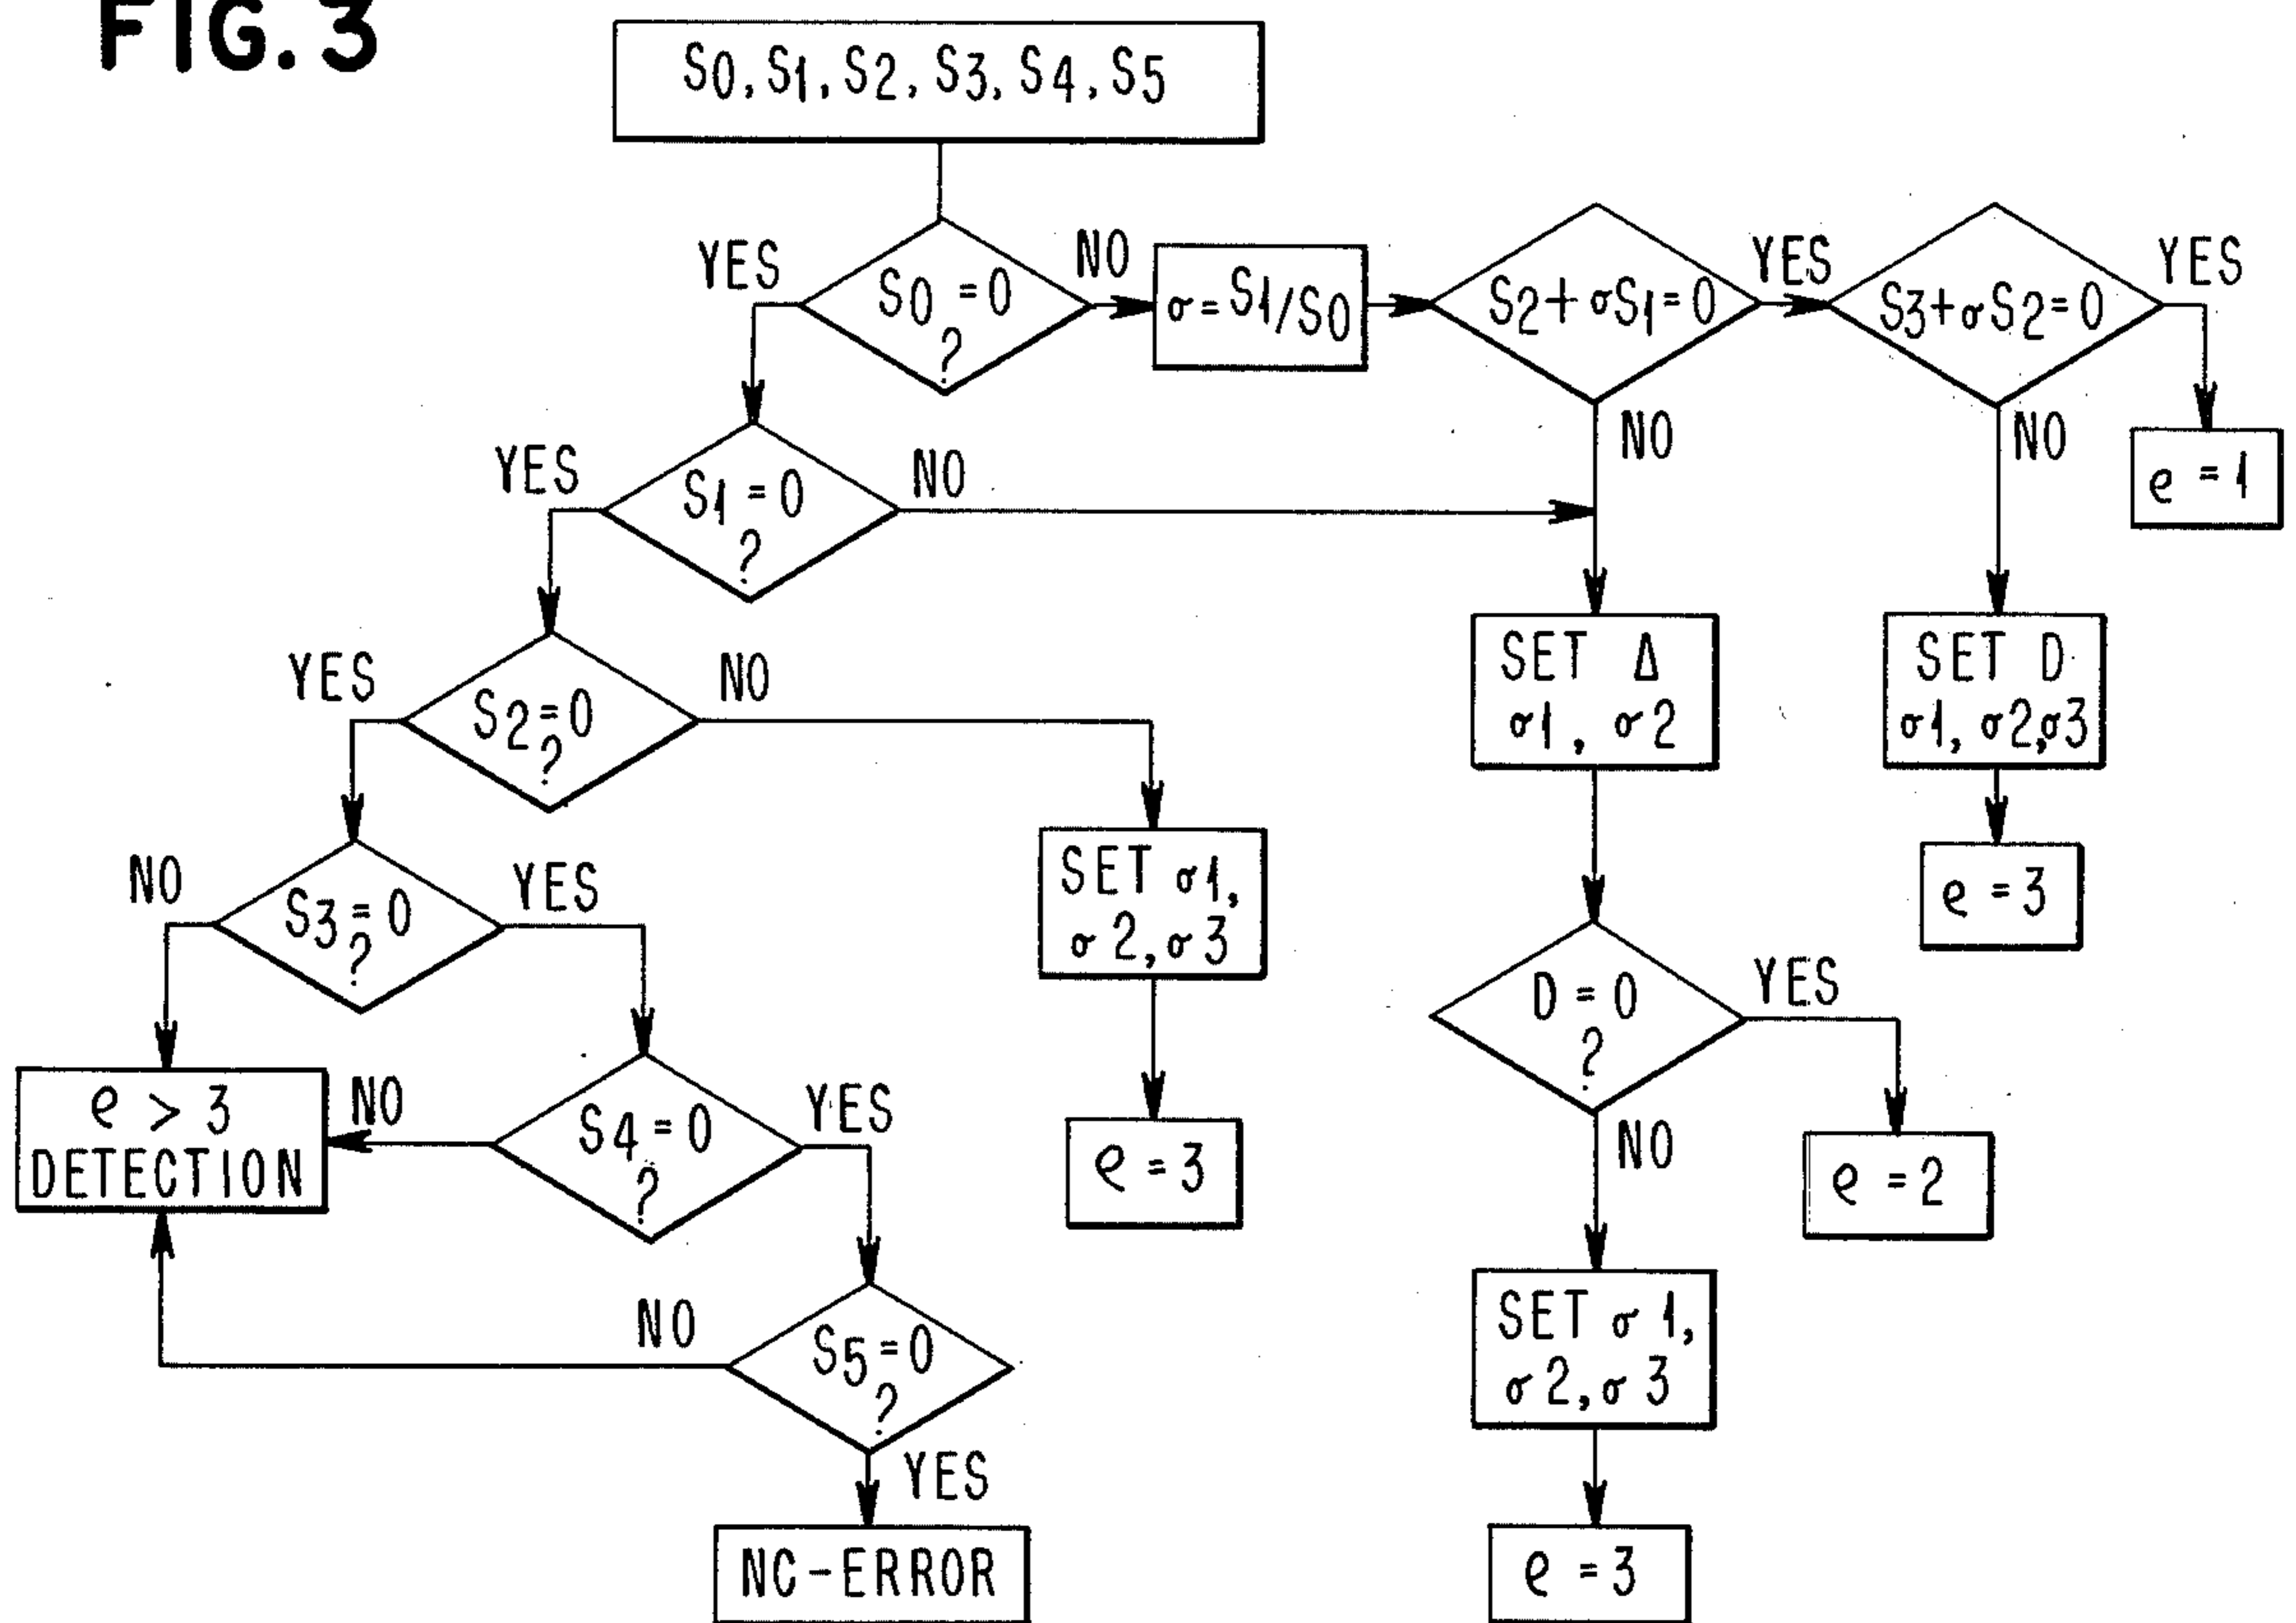 FIG. 3
S0, S1, S2, S3, S4, S5
YES
S0 = 0
?
NO
σ = S1/S0
S2 + σS1 = 0
YES
S3 + σS2 = 0
YES
NO
NO
e = 1
YES
S1 = 0
?
NO
YES
S2 = 0
?
NO
SET Δ
σ1, σ2
SET D
σ1, σ2, σ3
e = 3
NO
S3 = 0
?
YES
SET σ1,
σ2, σ3
D = 0
?
YES
e > 3
DETECTION
NO
S4 = 0
?
YES
e = 3
NO
e = 2
NO
S5 = 0
?
SET σ1,
σ2, σ3
YES
NC-ERROR
e = 3